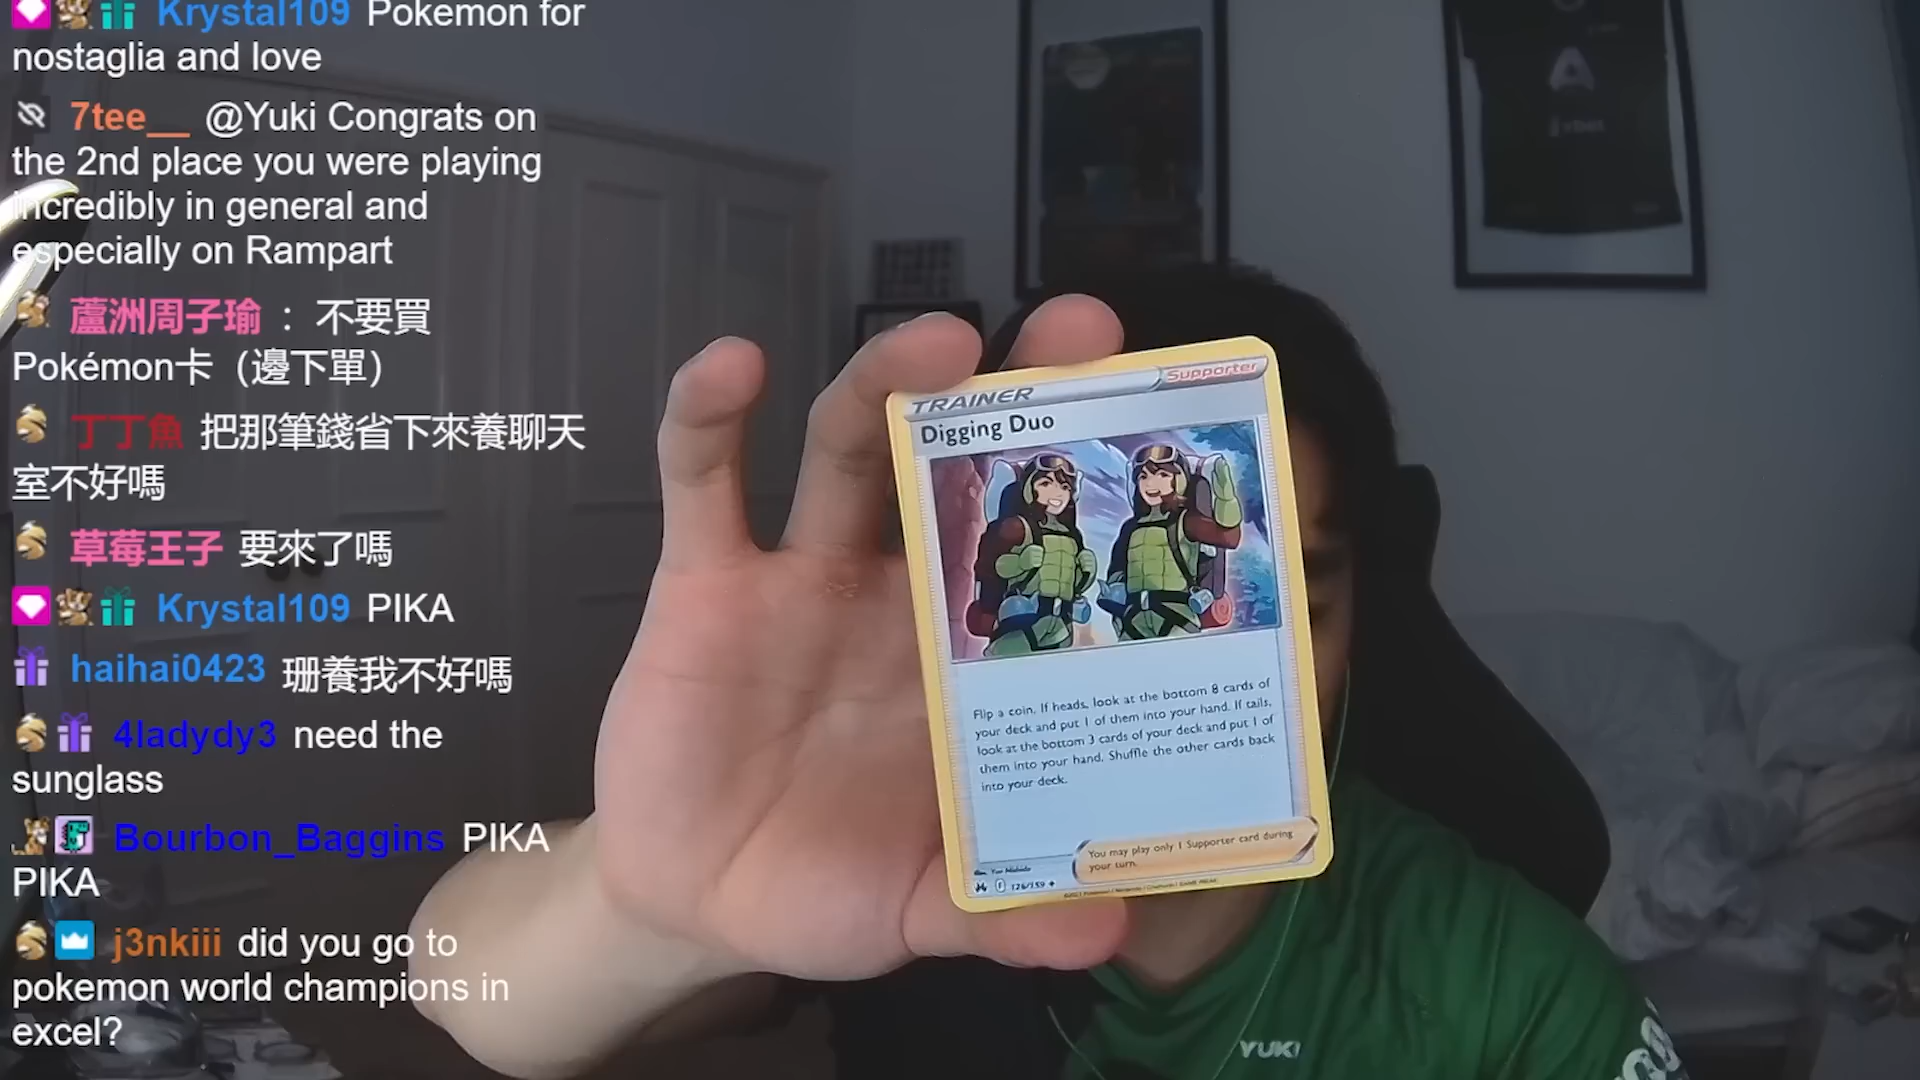 Krystal109 Pokemon for
nostaglia and love
7tee__ @Yuki Congrats on
the 2nd place you were playing
incredibly in general and
especially on Rampart
蘆洲周子瑜 ： 不要買
Pokémon卡（邊下單）
丁丁魚 把那筆錢省下來養聊天
室不好嗎
草莓王子 要來了嗎
Krystal109 PIKA
haihai0423 珊養我不好嗎
4ladydy3 need the
sunglass
Bourbon_Baggins PIKA
PIKA
j3nkiii did you go to
pokemon world champions in
excel?
TRAINER Supporter
Digging Duo
Flip a coin. If heads, look at the bottom 8 cards of
your deck and put 1 of them into your hand. If tails,
look at the bottom 3 cards of your deck and put 1 of
them into your hand. Shuffle the other cards back
into your deck.
You may play only 1 Supporter card during
your turn.
126/159
YUKI